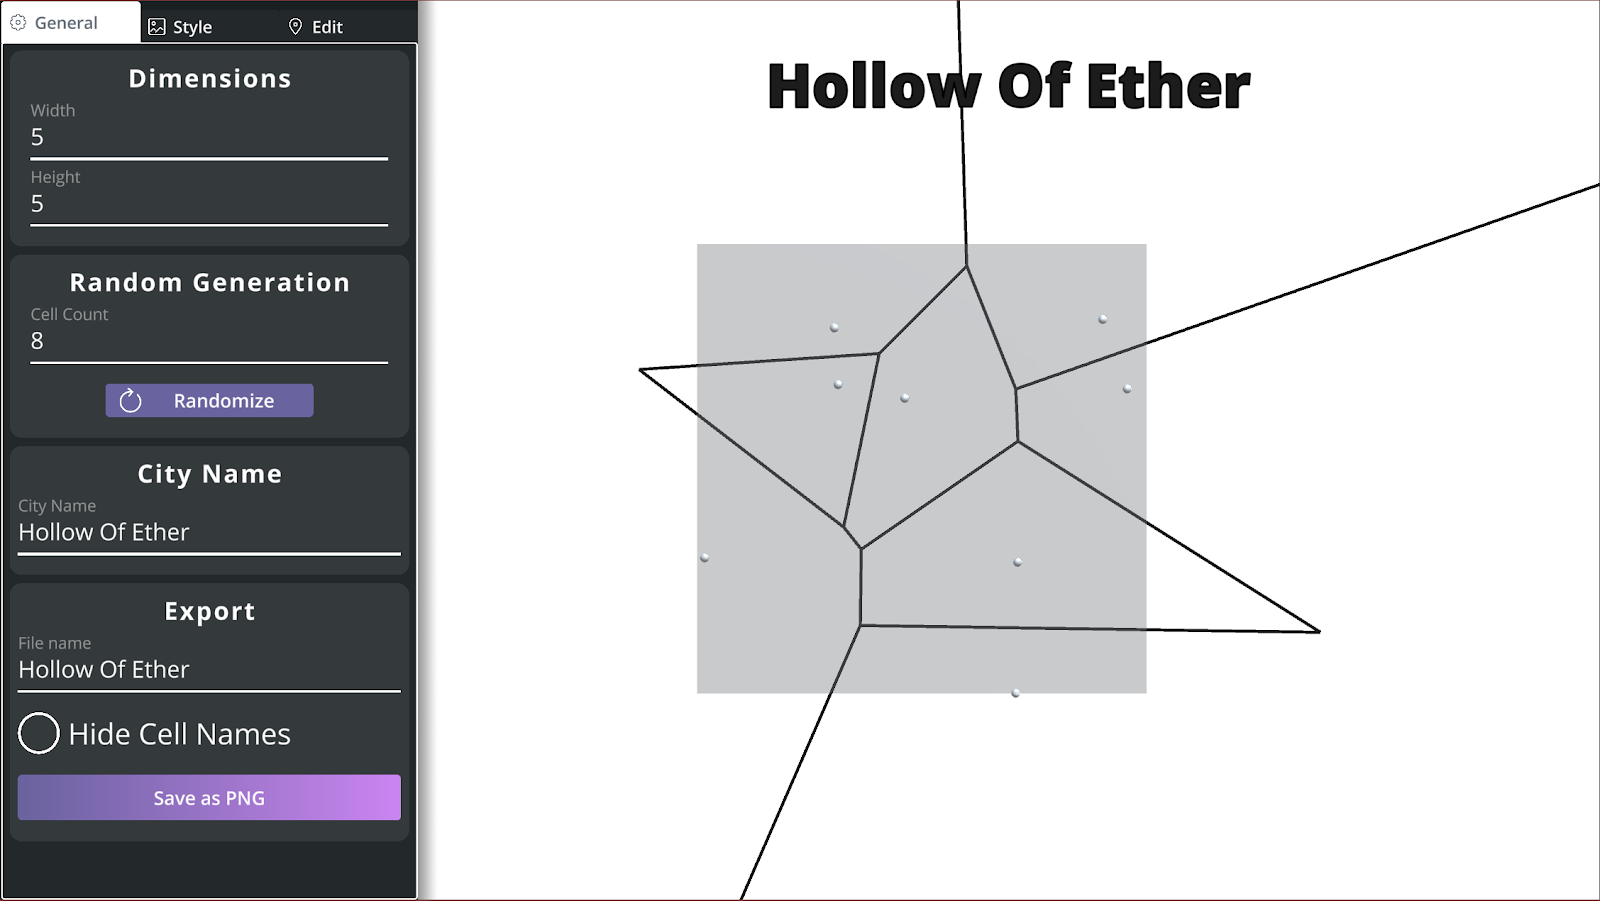 General
Style
Edit
Dimensions
Width
5
Height
5
Random Generation
Cell Count
8
Randomize
City Name
City Name
Hollow Of Ether
Export
File name
Hollow Of Ether
Hide Cell Names
Save as PNG
Hollow Of Ether